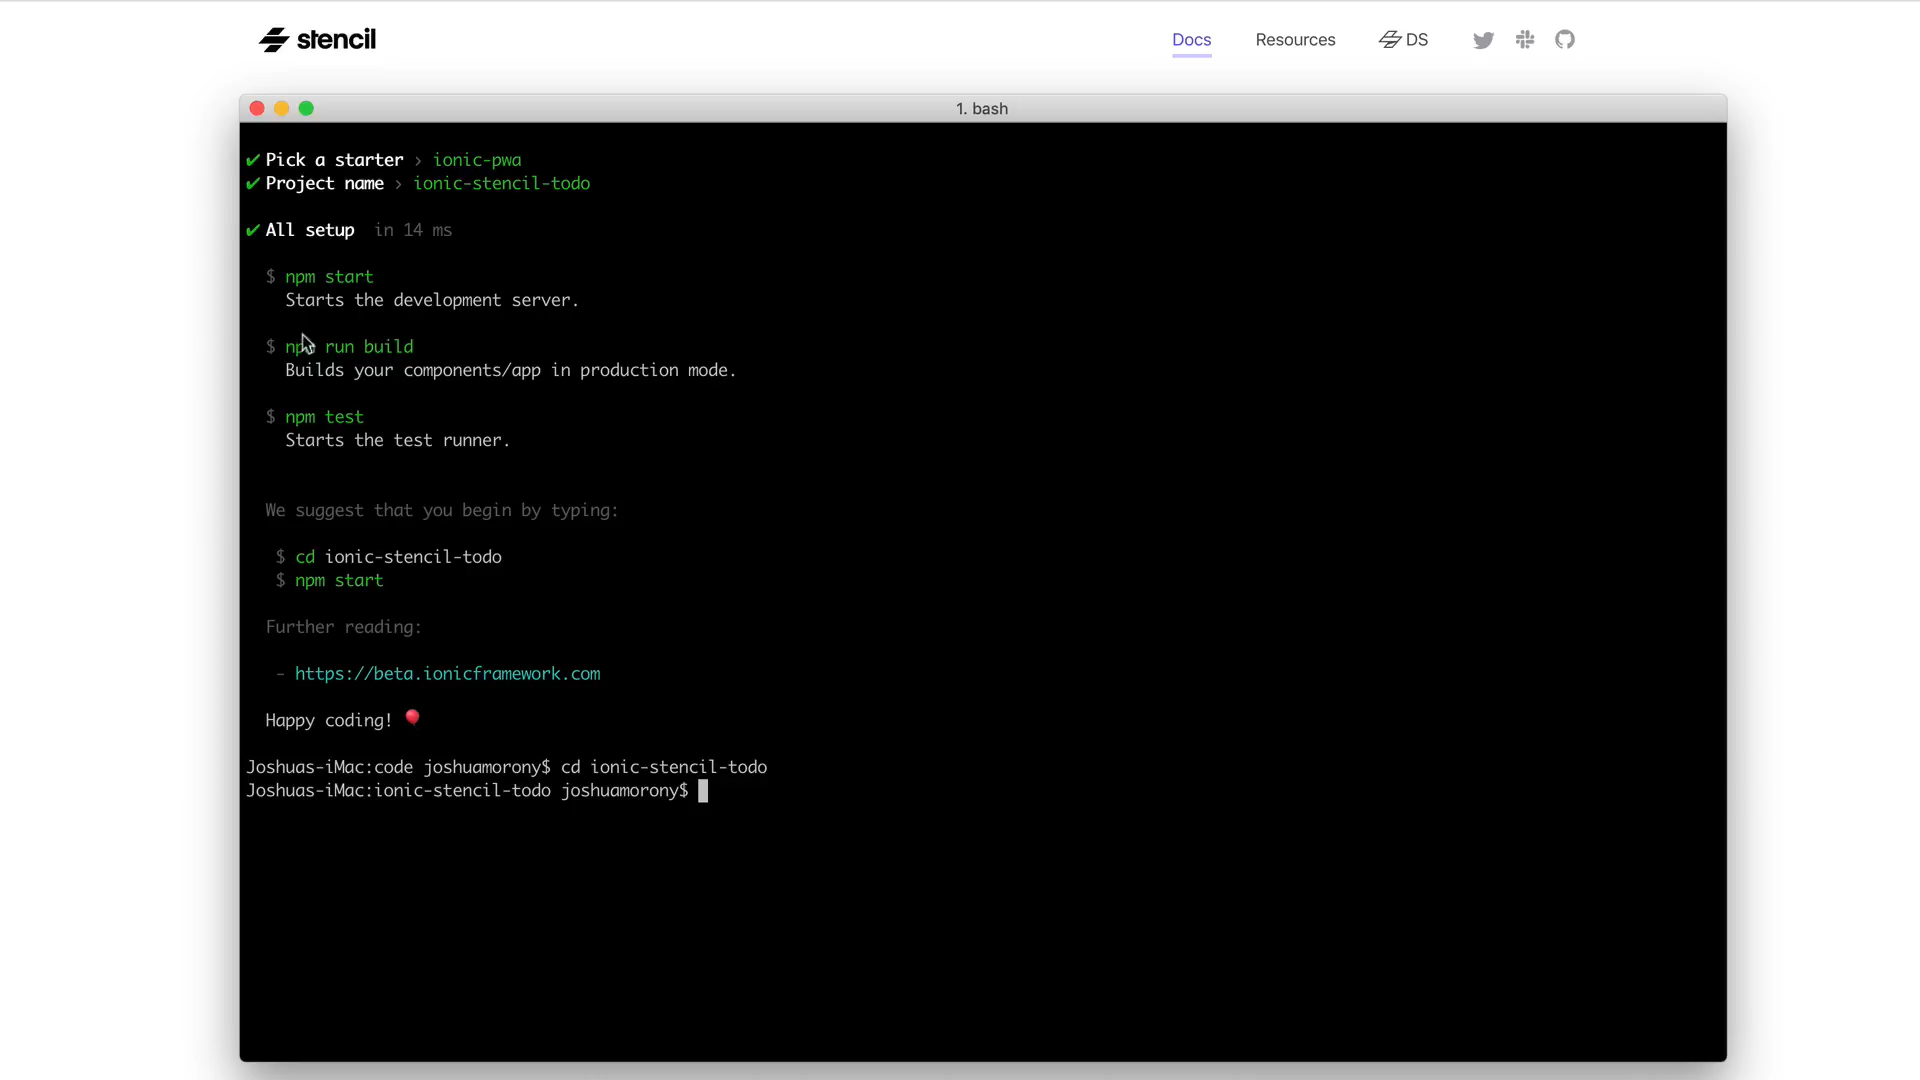 stencil
Docs Resources DS
1. bash
✔ Pick a starter › ionic-pwa
✔ Project name › ionic-stencil-todo
✔ All setup in 14 ms
$ npm start
Starts the development server.
$ npm run build
Builds your components/app in production mode.
$ npm test
Starts the test runner.
We suggest that you begin by typing:
$ cd ionic-stencil-todo
$ npm start
Further reading:
- https://beta.ionicframework.com
Happy coding! 🎈
Joshuas-iMac:code joshuamorony$ cd ionic-stencil-todo
Joshuas-iMac:ionic-stencil-todo joshuamorony$